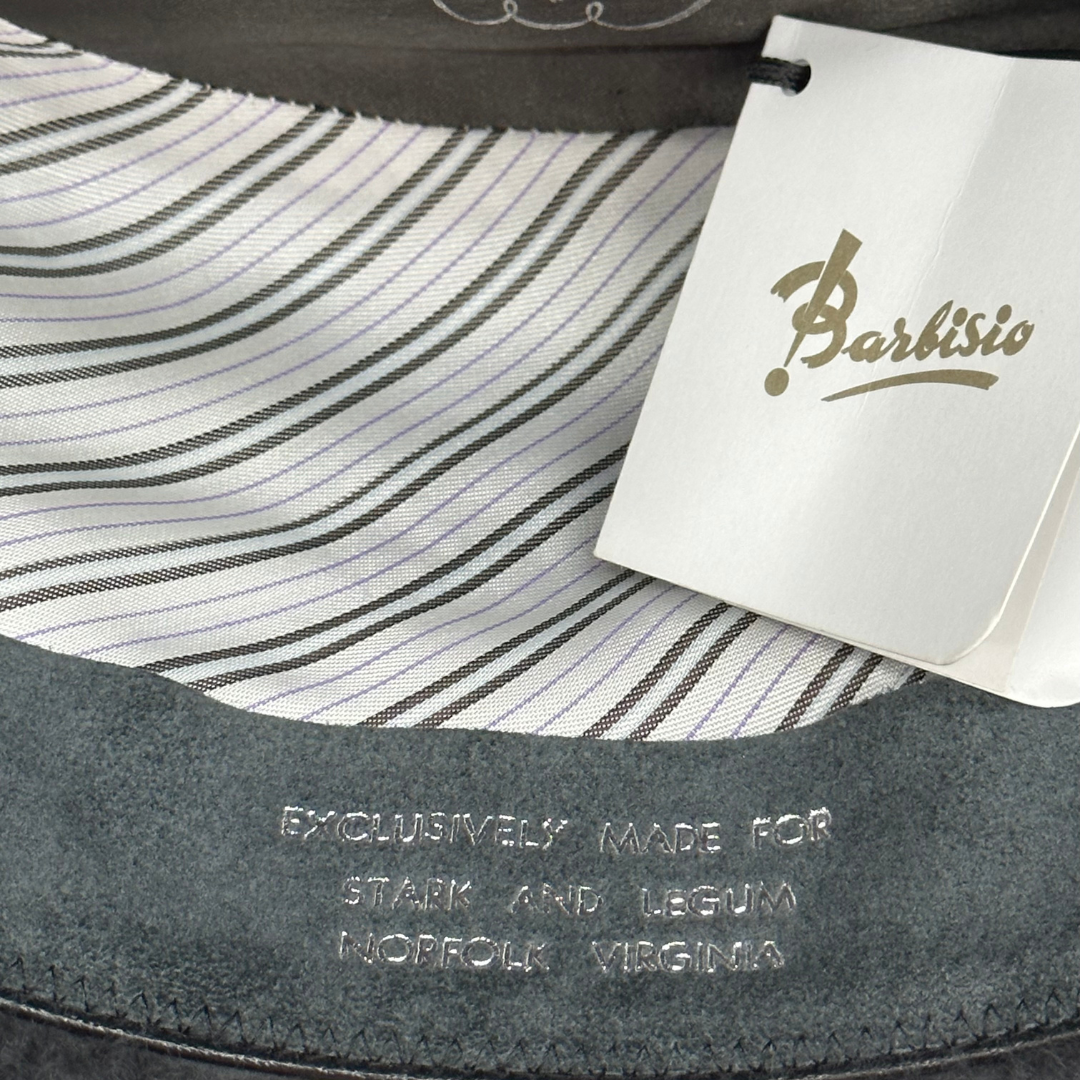 Barbisio
EXCLUSIVELY MADE FOR
STARK AND LEGUM
NORFOLK VIRGINIA